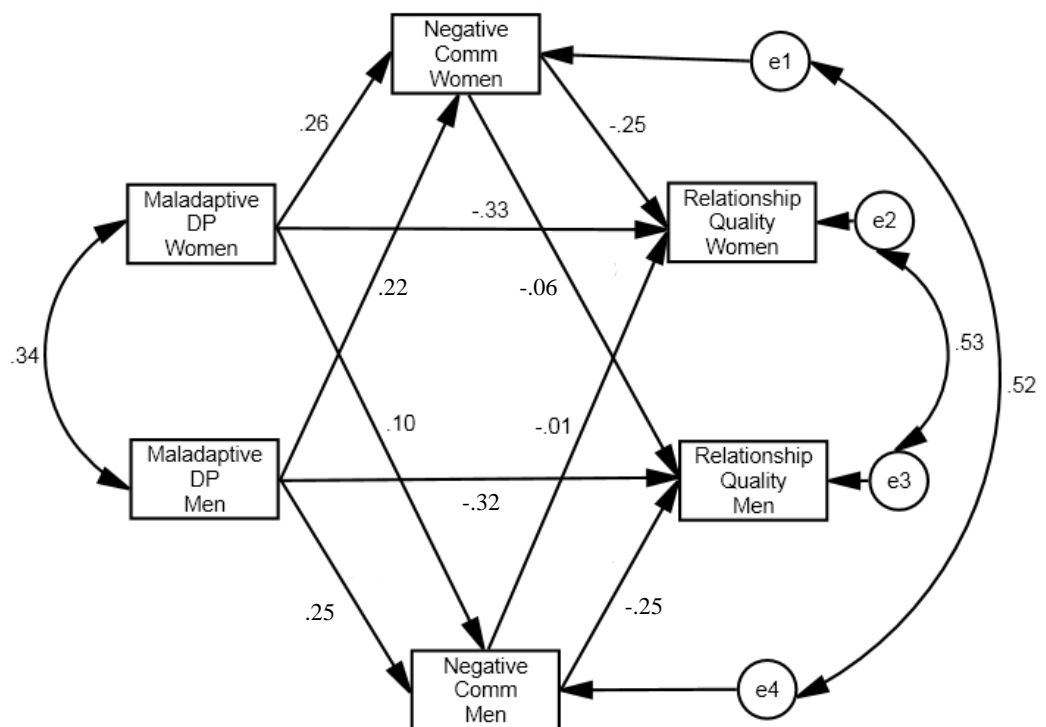 Negative
Comm
Women
e1
.26
-.25
Maladaptive
DP
Women
-.33
Relationship
Quality
Women
e2
.22
-.06
.34
.53
.52
.10
-.01
Maladaptive
DP
Men
-.32
Relationship
Quality
Men
e3
.25
-.25
Negative
Comm
Men
e4